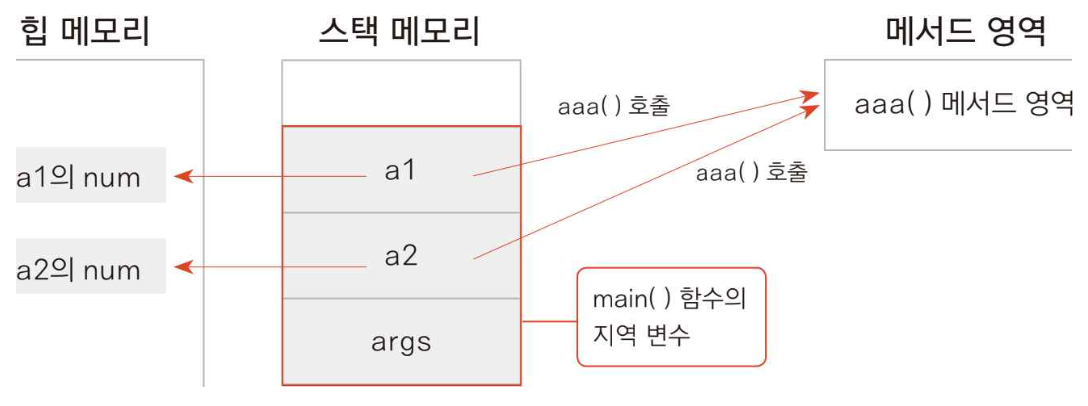 힙 메모리
스택 메모리
메서드 영역
aaa( ) 호출
aaa( ) 메서드 영역
a1의 num
a1
aaa( ) 호출
a2의 num
a2
main( ) 함수의
지역 변수
args